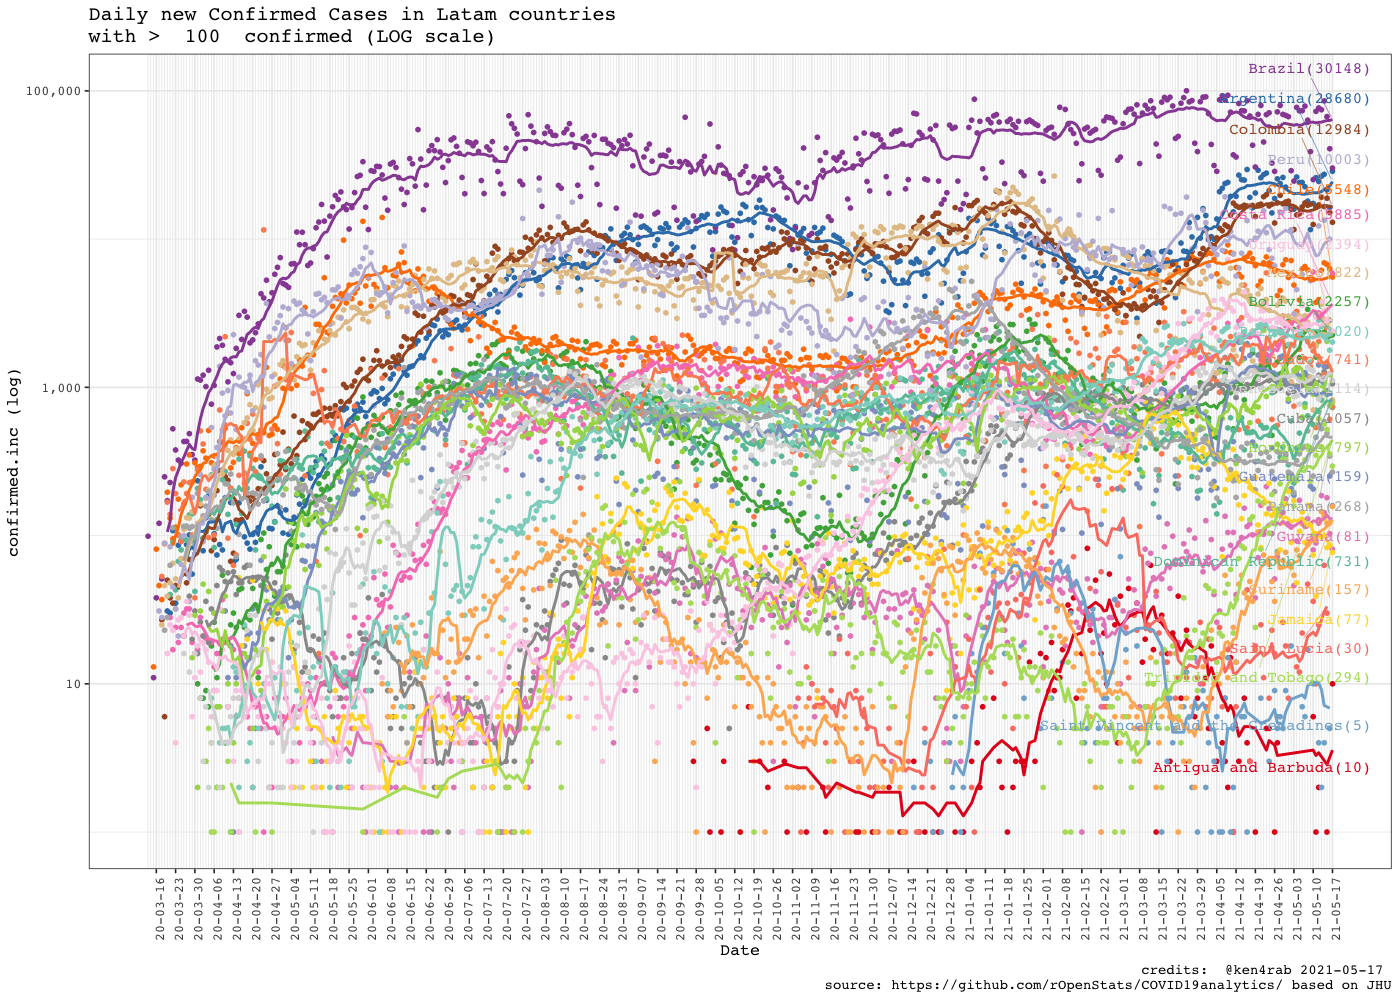 Daily new Confirmed Cases in Latam countries
with > 100 confirmed (LOG scale)
confirmed.inc (log)
100,000
1,000
10
Brazil(30148)
Argentina(28680)
Colombia(12984)
Peru(10003)
Chile(5548)
Costa Rica(2885)
Uruguay(2394)
Bolivia(2257)
Cuba(1057)
Guatemala(159)
Panama(268)
Guyana(81)
Dominican Republic(731)
Suriname(157)
Jamaica(77)
Saint Lucia(30)
Trinidad and Tobago(294)
Saint Vincent and the Grenadines(5)
Antigua and Barbuda(10)
20-03-16
20-03-23
20-03-30
20-04-06
20-04-13
20-04-20
20-04-27
20-05-04
20-05-11
20-05-18
20-05-25
20-06-01
20-06-08
20-06-15
20-06-22
20-06-29
20-07-06
20-07-13
20-07-20
20-07-27
20-08-03
20-08-10
20-08-17
20-08-24
20-08-31
20-09-07
20-09-14
20-09-21
20-09-28
20-10-05
20-10-12
20-10-19
20-10-26
20-11-02
20-11-09
20-11-16
20-11-23
20-11-30
20-12-07
20-12-14
20-12-21
20-12-28
21-01-04
21-01-11
21-01-18
21-01-25
21-02-01
21-02-08
21-02-15
21-02-22
21-03-01
21-03-08
21-03-15
21-03-22
21-03-29
21-04-05
21-04-12
21-04-19
21-04-26
21-05-03
21-05-10
21-05-17
Date
credits: @ken4rab 2021-05-17
source: https://github.com/rOpenStats/COVID19analytics/ based on JHU